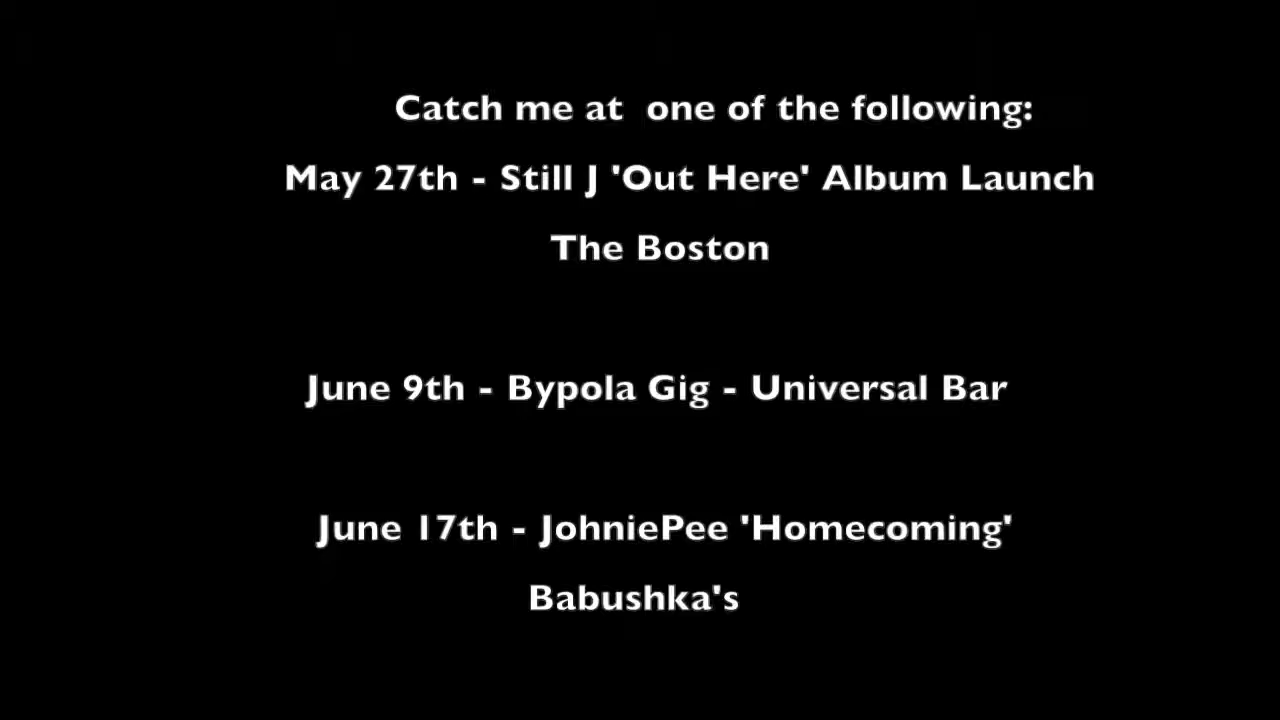 Catch me at  one of the following:
May 27th - Still J 'Out Here' Album Launch
The Boston
June 9th - Bypola Gig - Universal Bar
June 17th - JohniePee 'Homecoming'
Babushka's